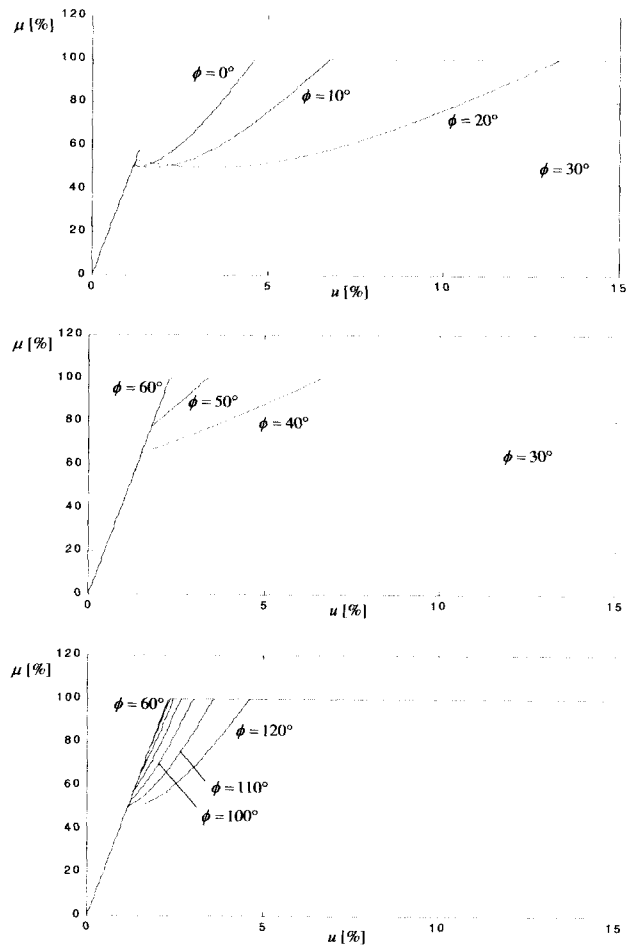 μ [%]
120
100
80
60
40
20
0
ϕ = 0°
ϕ = 10°
ϕ = 20°
ϕ = 30°
0
5
10
15
u [%]
μ [%]
120
100
80
60
40
20
0
ϕ = 60°
ϕ = 50°
ϕ = 40°
ϕ = 30°
0
5
10
15
u [%]
μ [%]
120
100
80
60
40
20
0
ϕ = 60°
ϕ = 120°
ϕ = 110°
ϕ = 100°
0
5
10
15
u [%]